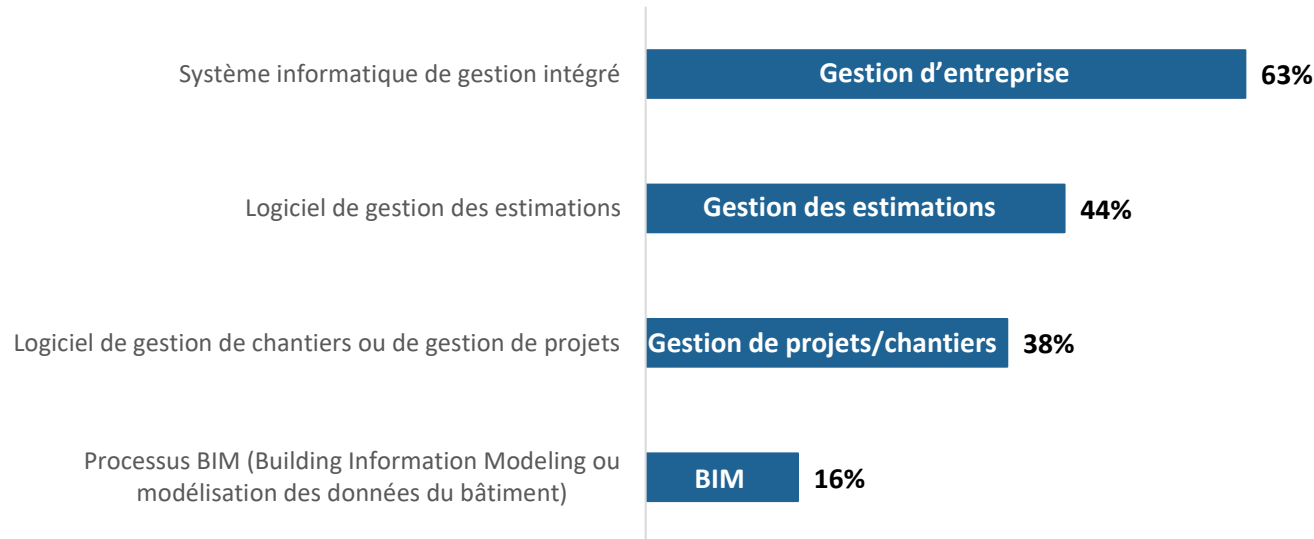 Système informatique de gestion intégré
Gestion d’entreprise
63%
Logiciel de gestion des estimations
Gestion des estimations
44%
Logiciel de gestion de chantiers ou de gestion de projets
Gestion de projets/chantiers
38%
Processus BIM (Building Information Modeling ou
modélisation des données du bâtiment)
BIM
16%